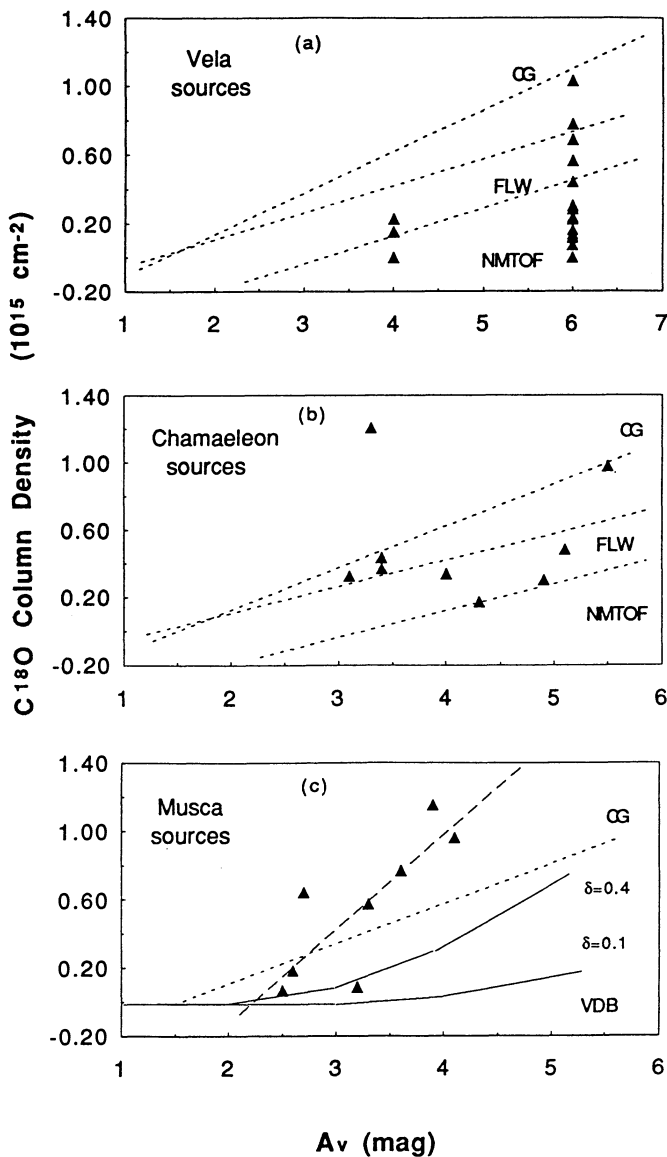 C18O Column Density (1015 cm-2)
1.40
1.00
0.60
0.20
-0.20
(a)
Vela
sources
CG
FLW
NMTOF
1 2 3 4 5 6 7
1.40
1.00
0.60
0.20
-0.20
(b)
Chamaeleon
sources
CG
FLW
NMTOF
1 2 3 4 5 6
1.40
1.00
0.60
0.20
-0.20
(c)
Musca
sources
CG
δ=0.4
δ=0.1
VDB
1 2 3 4 5 6
Av (mag)